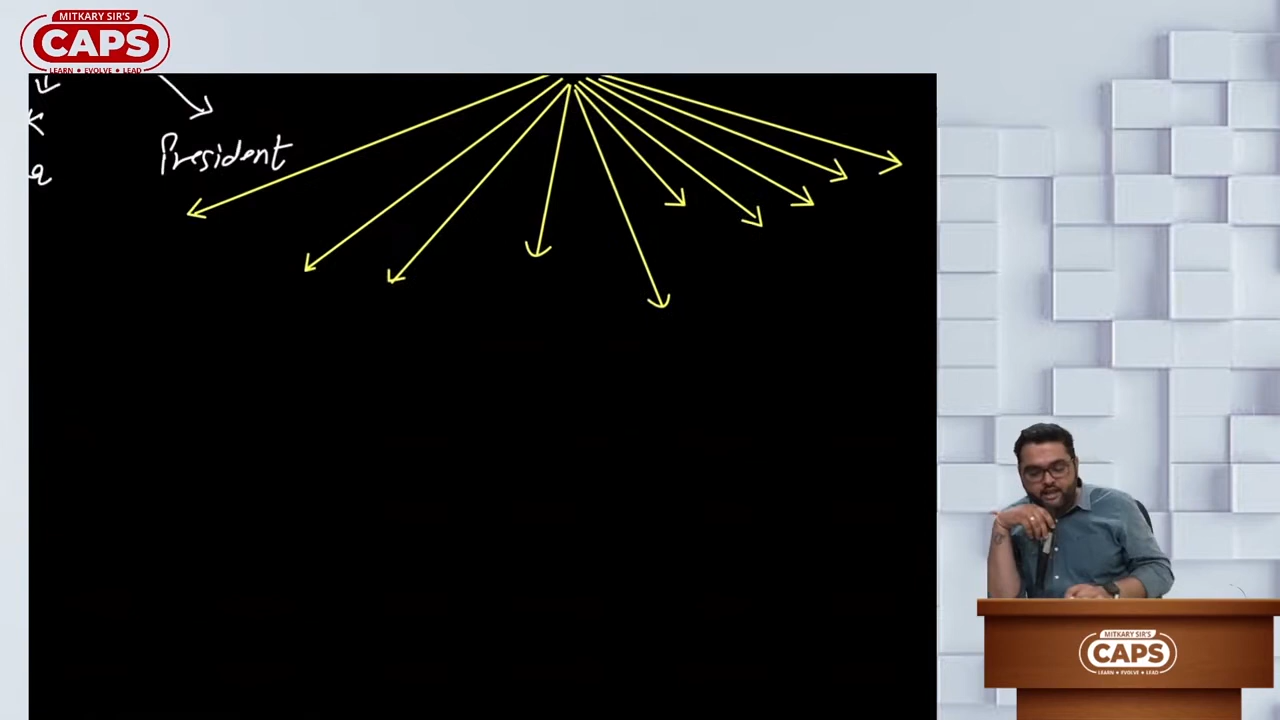 MITKARY SIR'S
CAPS
LEARN • EVOLVE • LEAD
President
MITKARY SIR'S
CAPS
LEARN • EVOLVE • LEAD